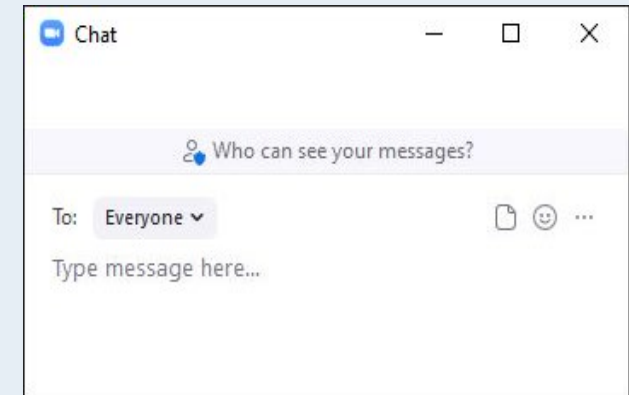 Chat
Who can see your messages?
To: Everyone
Type message here...